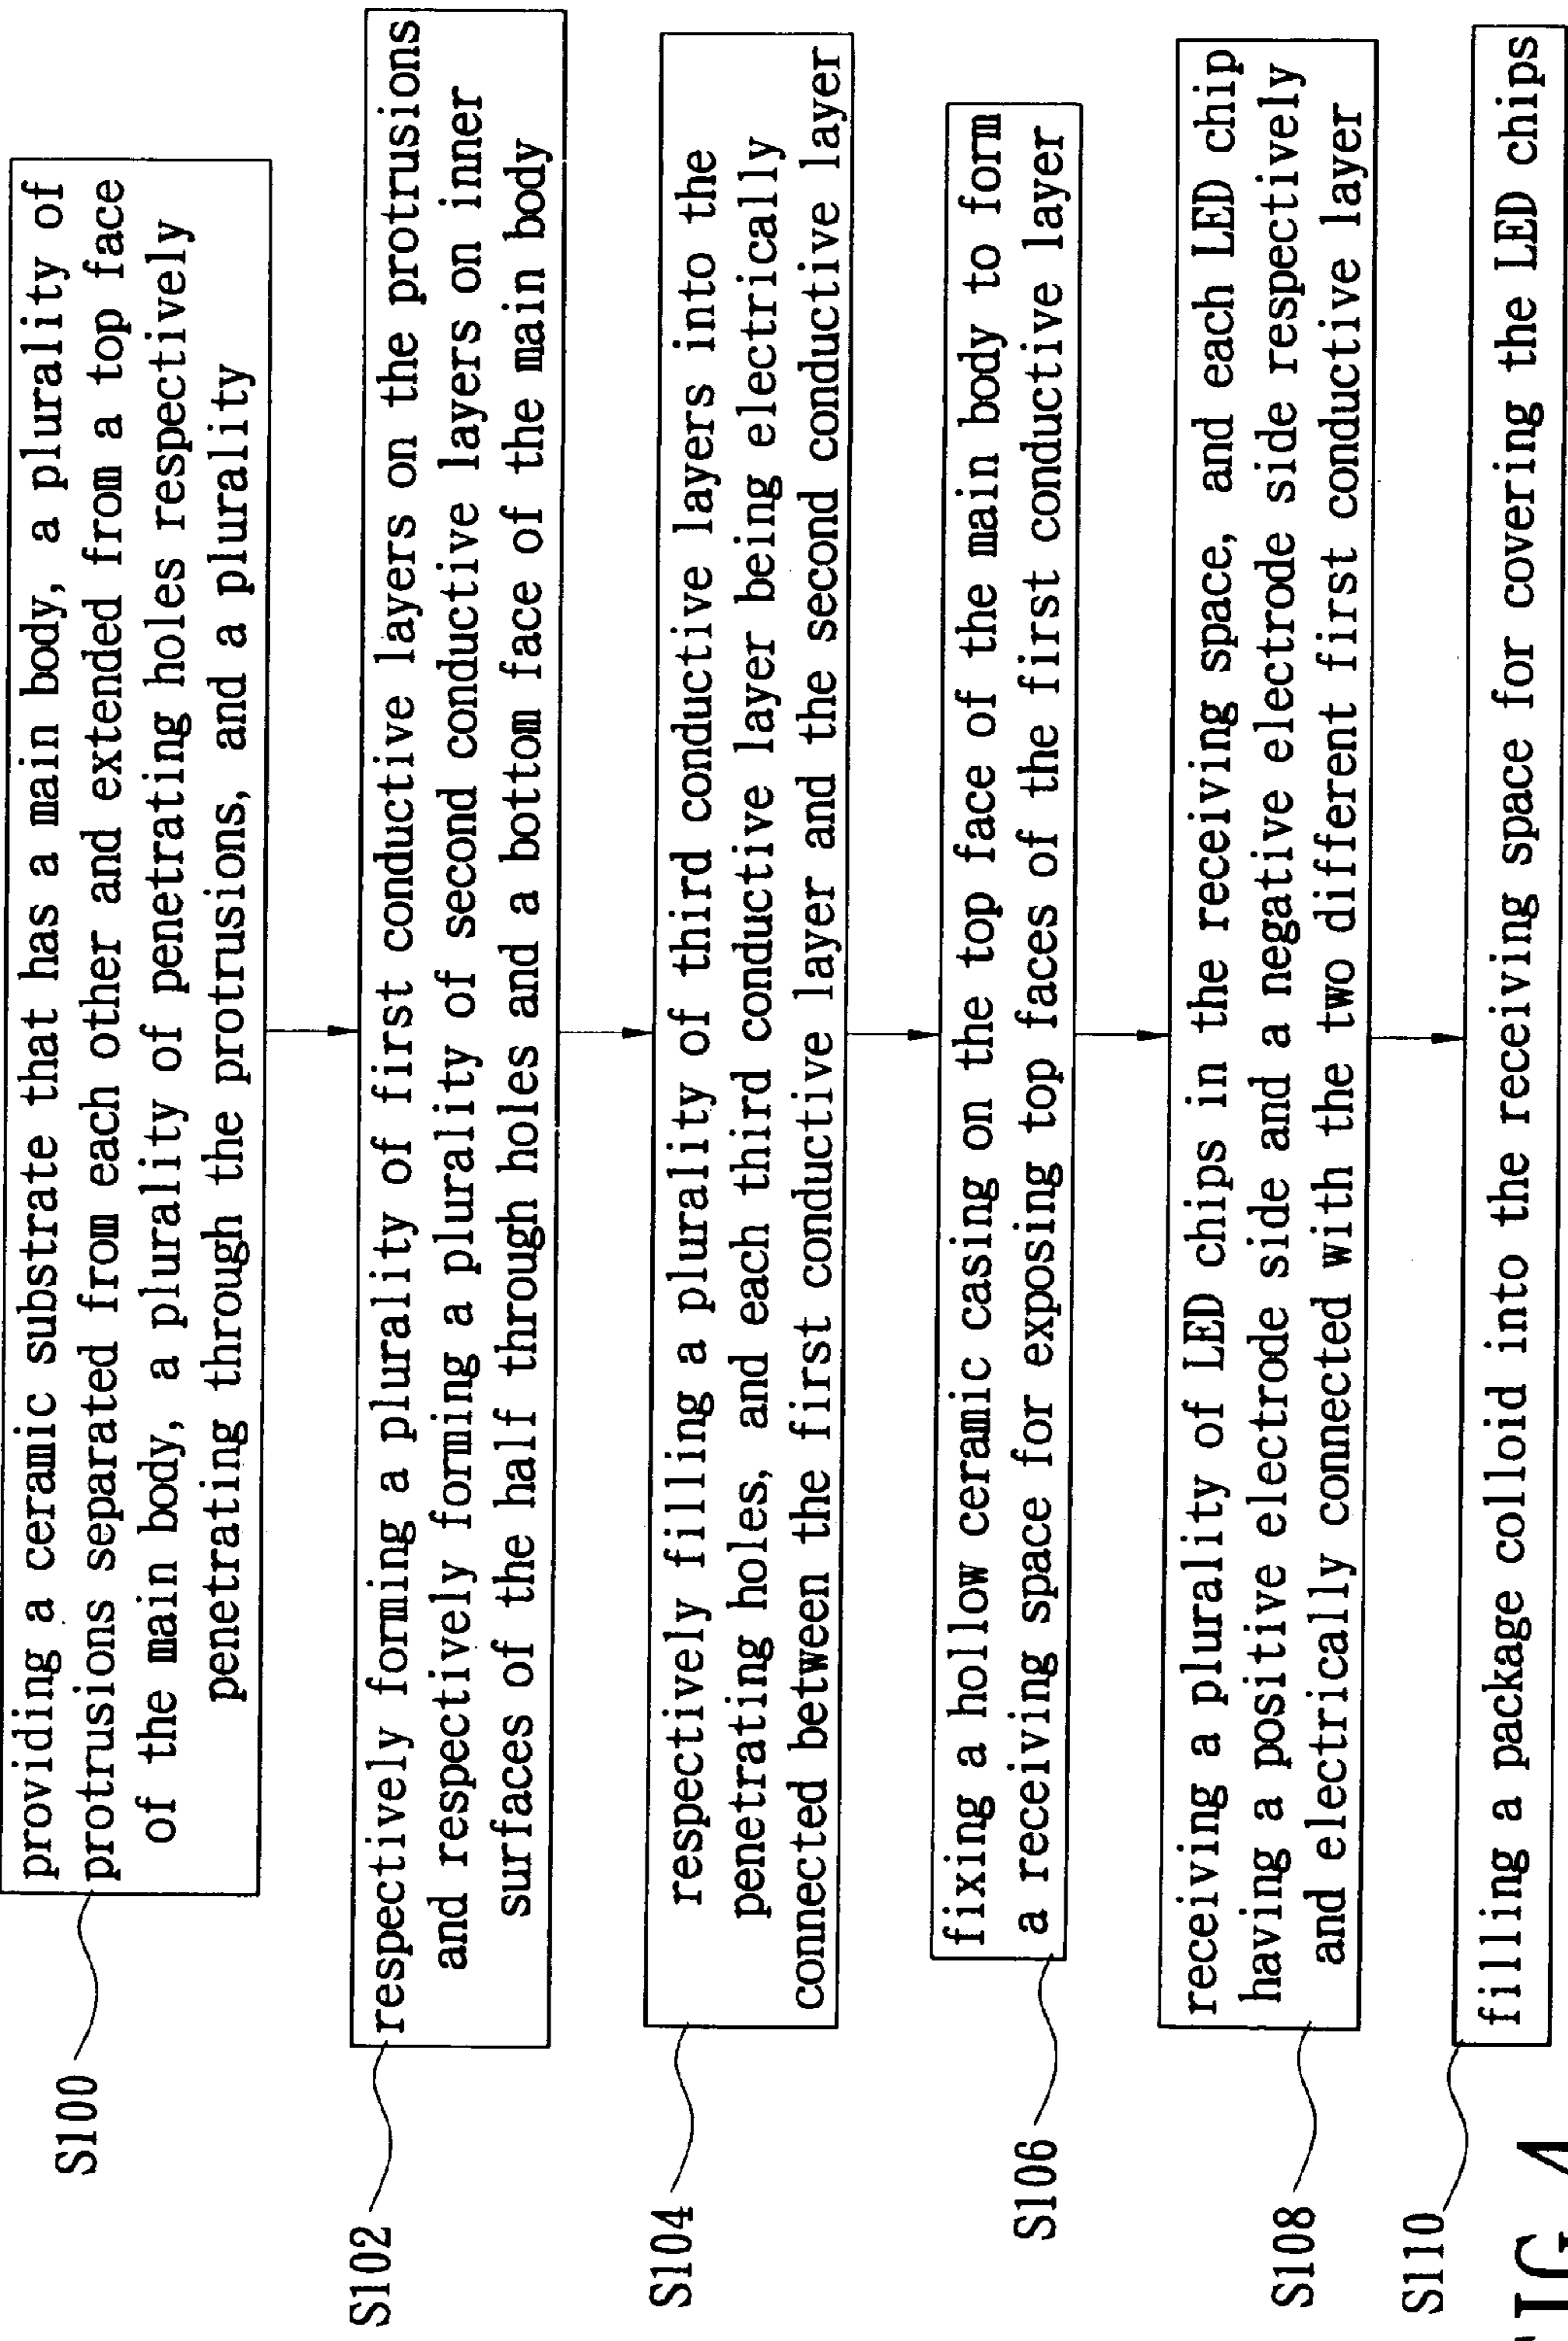 providing a ceramic substrate that has a main body, a plurality of
protrusions separated from each other and extended from a top face
of the main body, a plurality of penetrating holes respectively
penetrating through the protrusions, and a plurality
S100
respectively forming a plurality of first conductive layers on the protrusions
and respectively forming a plurality of second conductive layers on inner
surfaces of the half through holes and a bottom face of the main body
S102
respectively filling a plurality of third conductive layers into the
penetrating holes, and each third conductive layer being electrically
connected between the first conductive layer and the second conductive layer
S104
fixing a hollow ceramic casing on the top face of the main body to form
a receiving space for exposing top faces of the first conductive layer
S106
receiving a plurality of LED chips in the receiving space, and each LED chip
having a positive electrode side and a negative electrode side respectively
and electrically connected with the two different first conductive layer
S108
filling a package colloid into the receiving space for covering the LED chips
S110